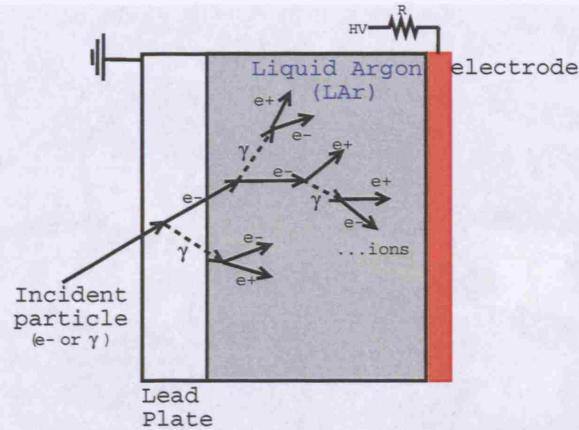 R
HV
Liquid Argon
(LAr)
electrode
e+
e-
γ
e+
e-
e-
γ
e+
e-
γ
e-
e+
...ions
Incident
particle
(e- or γ)
Lead
Plate